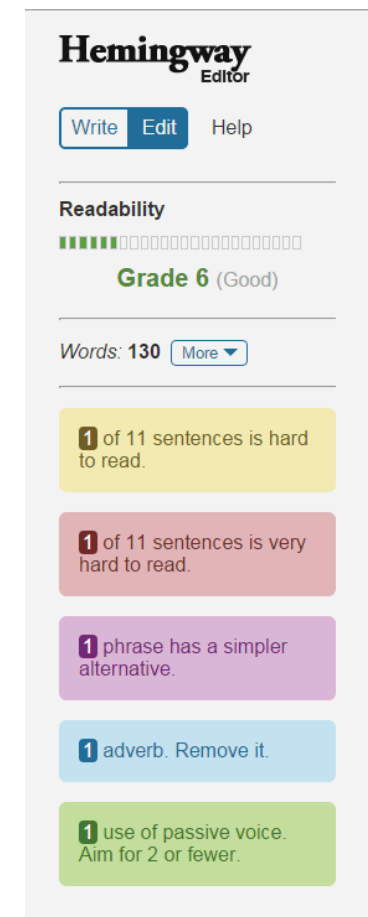 Hemingway
Editor
Write Edit Help
Readability
Grade 6 (Good)
Words: 130 More
1 of 11 sentences is hard
to read.
1 of 11 sentences is very
hard to read.
1 phrase has a simpler
alternative.
1 adverb. Remove it.
1 use of passive voice.
Aim for 2 or fewer.